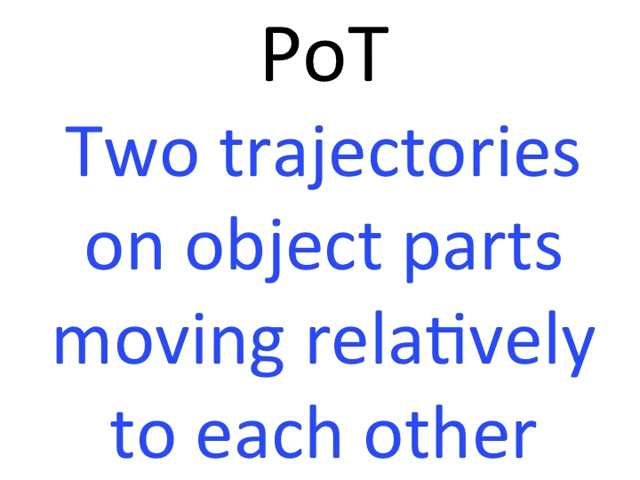 PoT
Two trajectories
on object parts
moving relatively
to each other